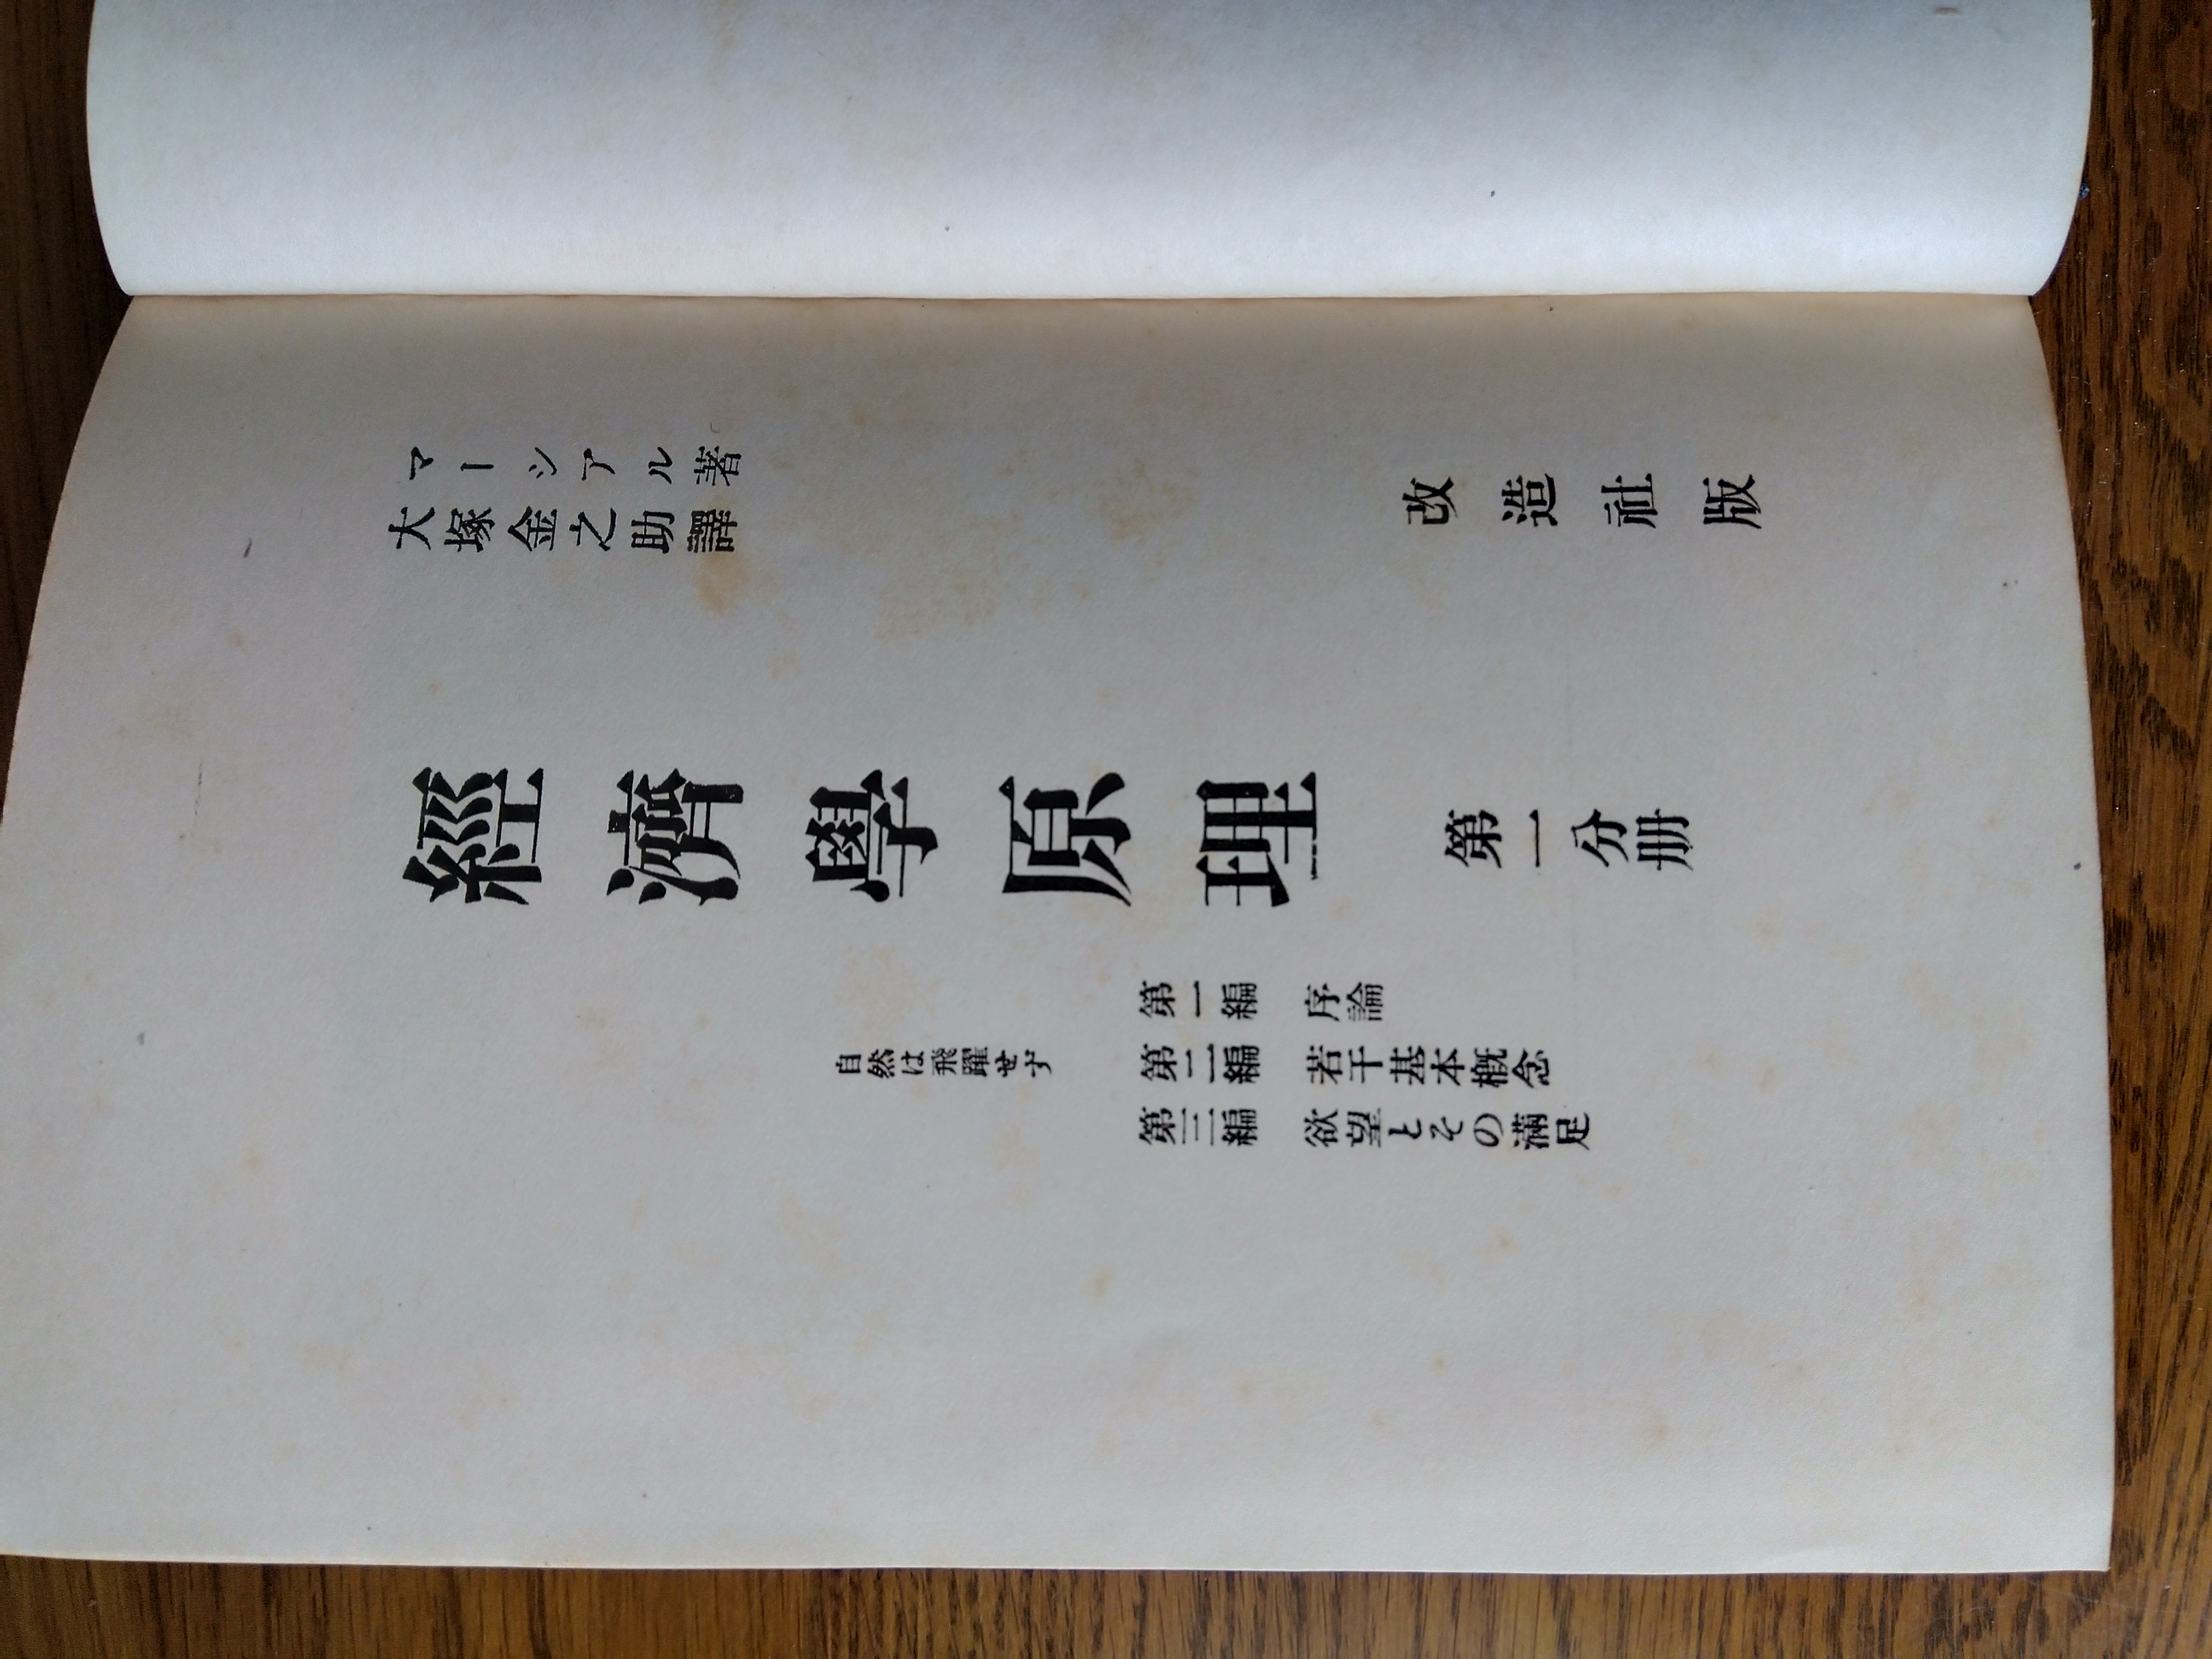 マーシアル著
大塚金之助譯
改造社版
經濟學原理
第一分册
第一編 序論
自然は飛躍せず
第二編 若干基本槪念
第三編 欲望とその滿足